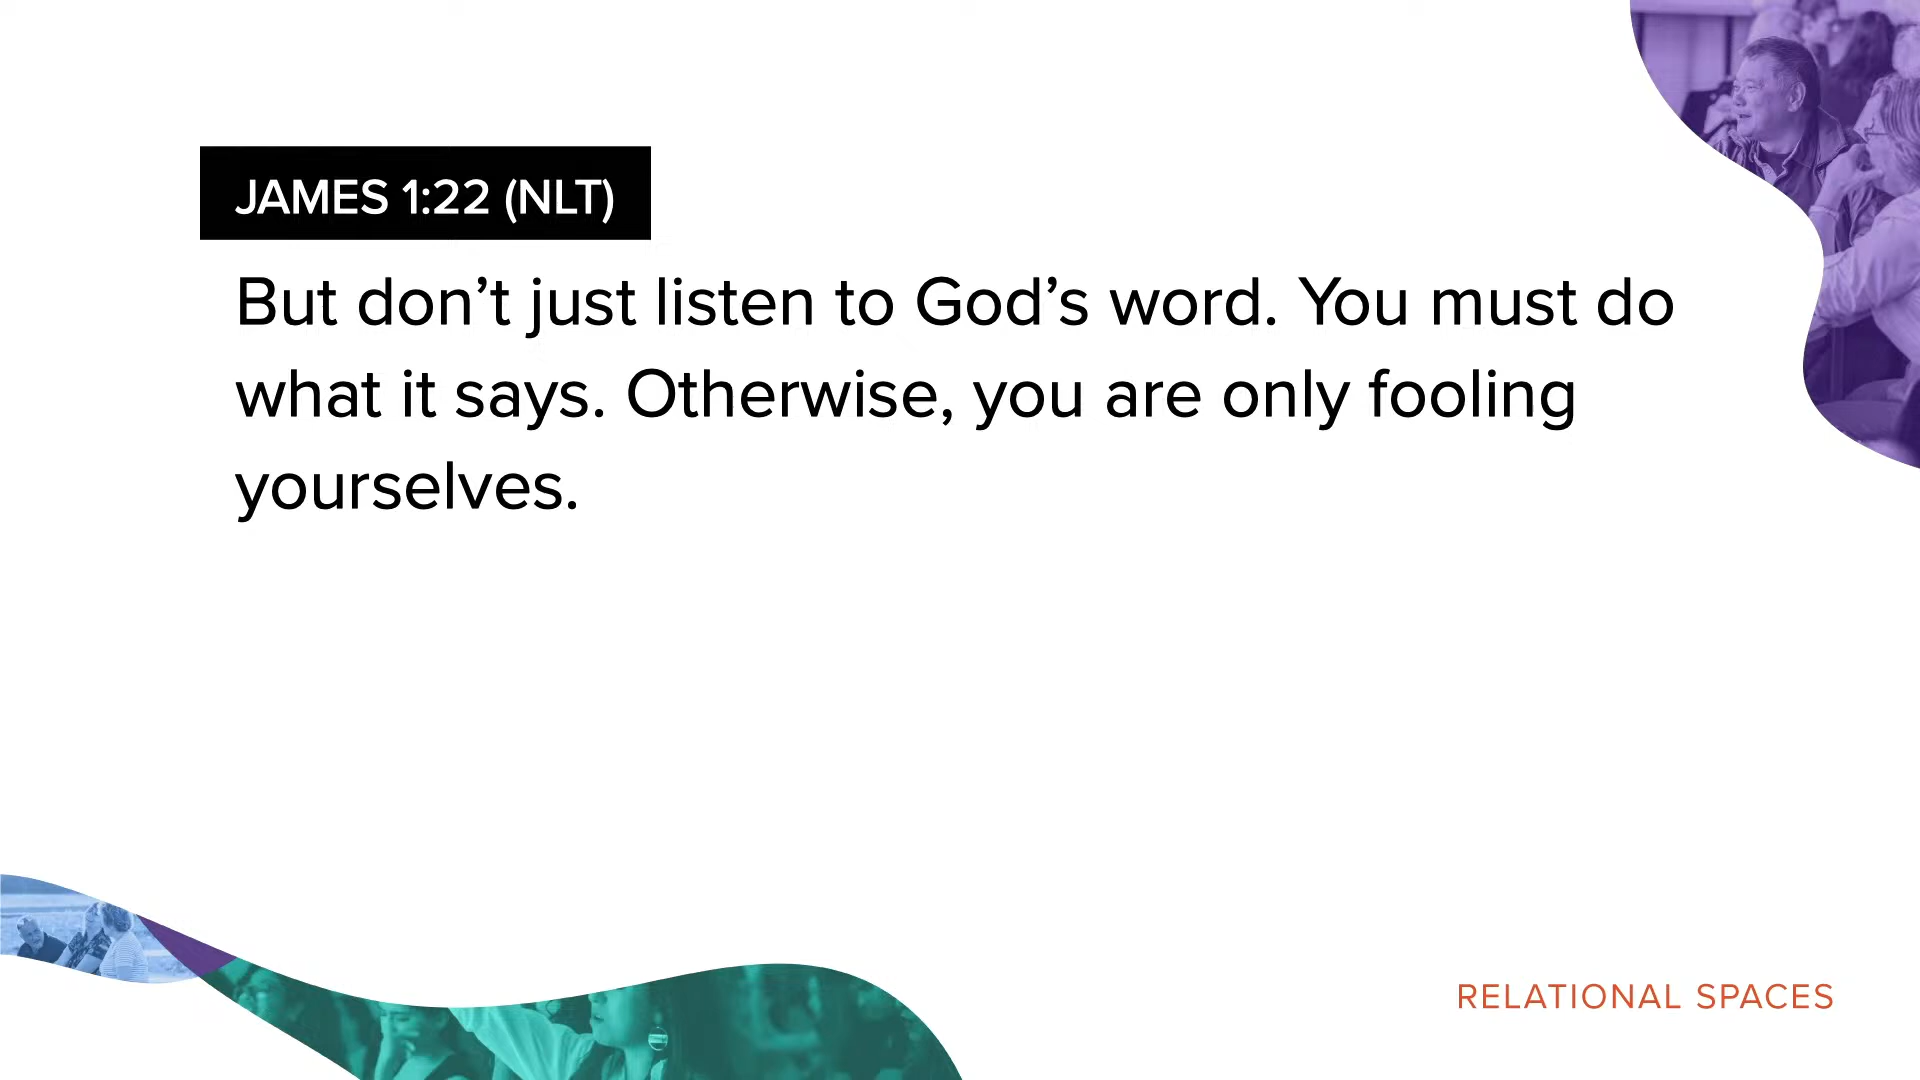 JAMES 1:22 (NLT)
But don’t just listen to God’s word. You must do
what it says. Otherwise, you are only fooling
yourselves.
RELATIONAL SPACES